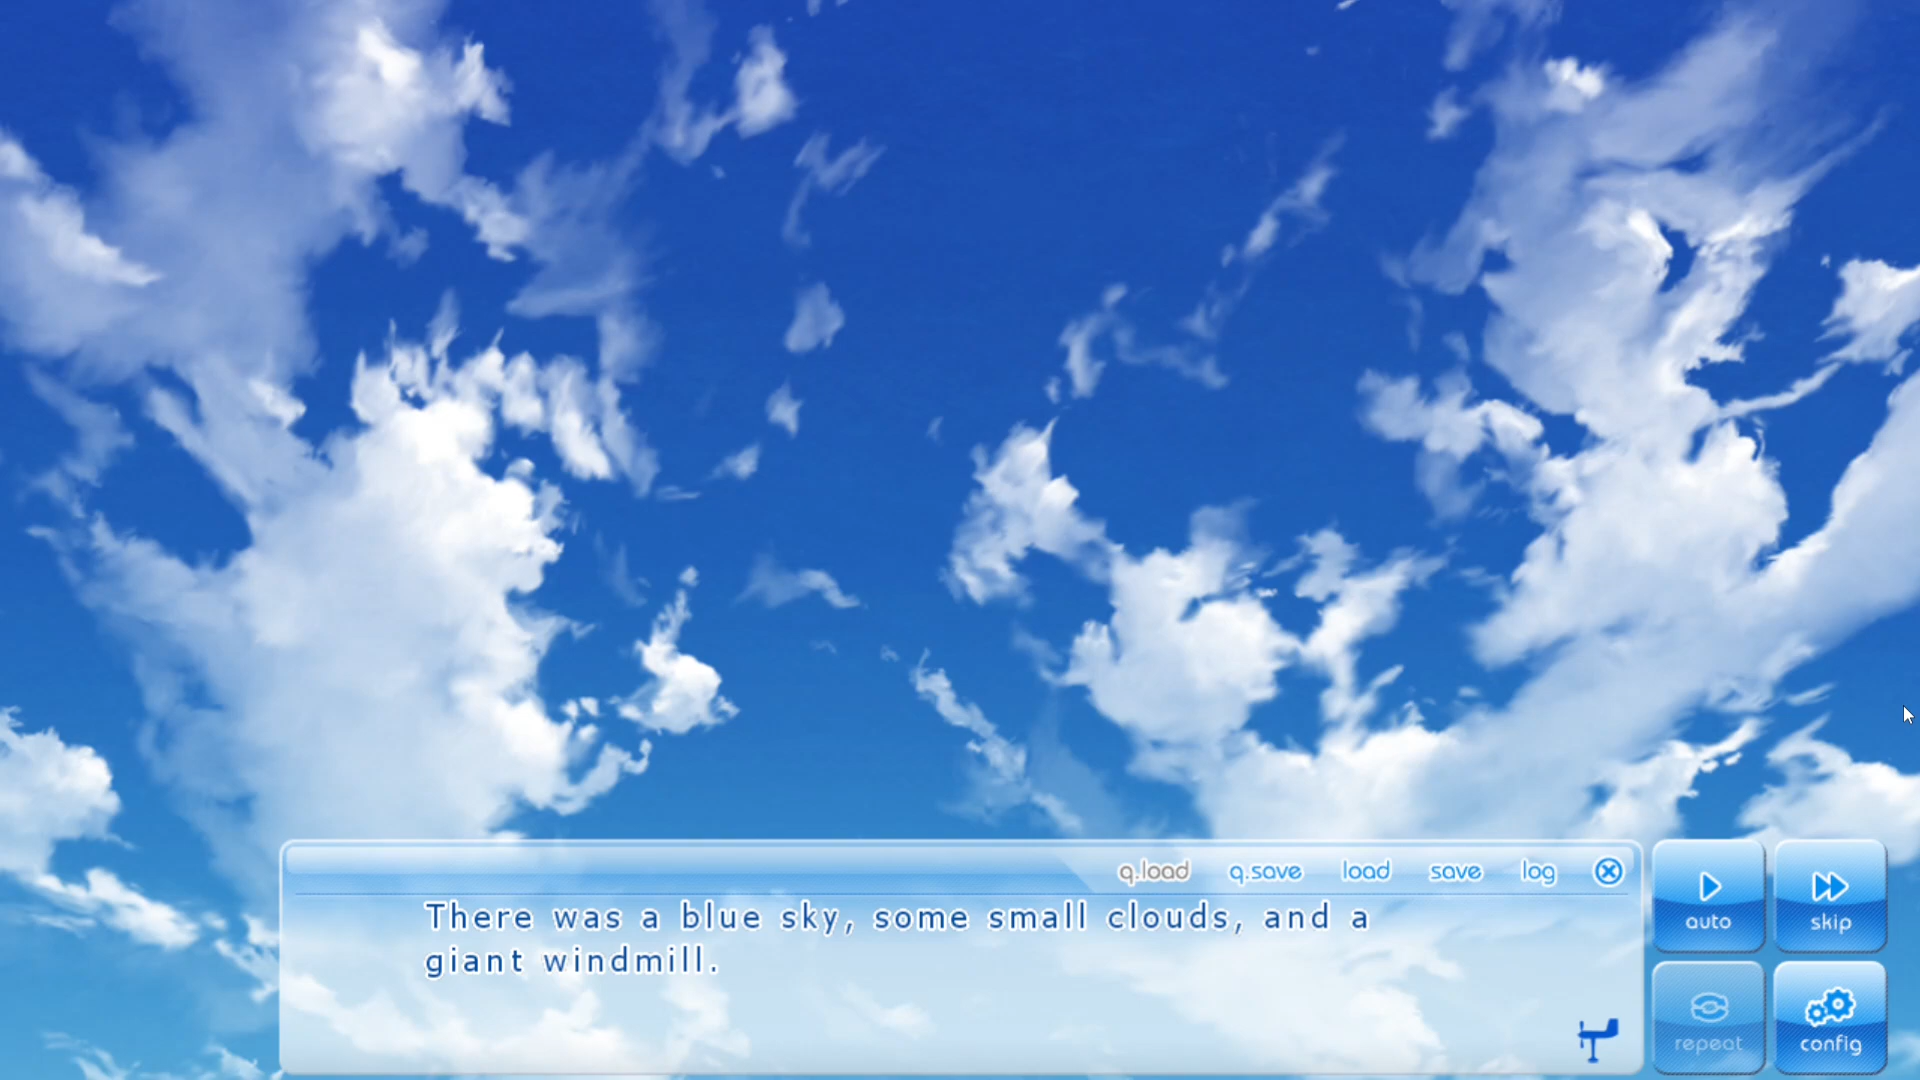 q.load q.save load save log
There was a blue sky, some small clouds, and a
giant windmill.
auto skip
repeat config